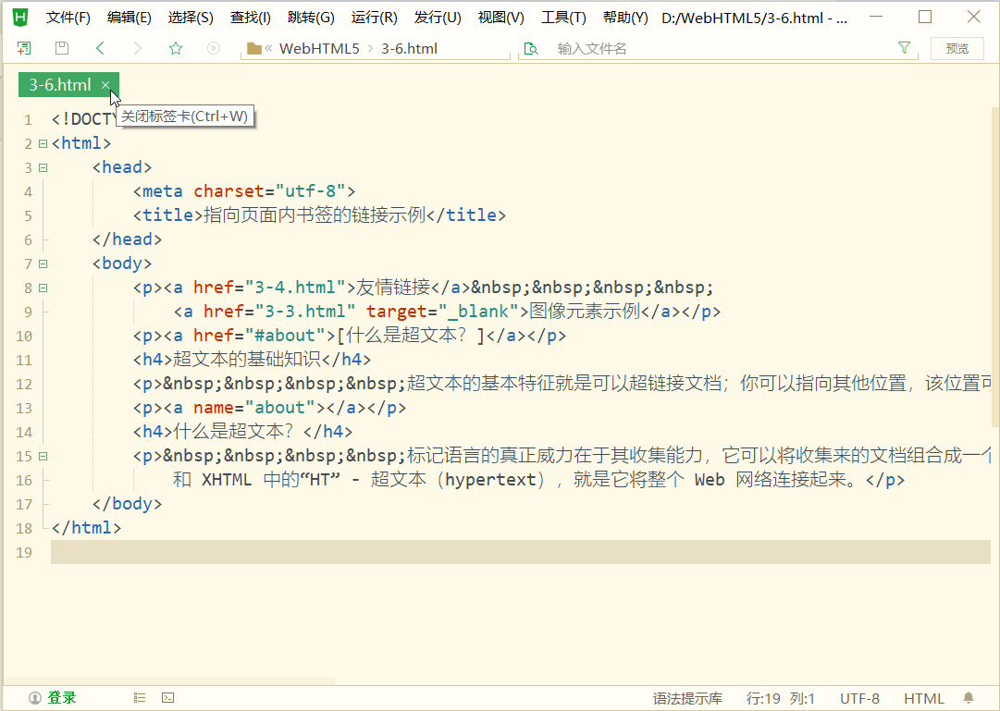 H 文件(F) 编辑(E) 选择(S) 查找(I) 跳转(G) 运行(R) 发行(U) 视图(V) 工具(T) 帮助(Y) D:/WebHTML5/3-6.html - ...
« WebHTML5 > 3-6.html 输入文件名 预览
3-6.html ×
关闭标签卡(Ctrl+W)
1 <!DOCTY
2 <html>
3 <head>
4 <meta charset="utf-8">
5 <title>指向页面内书签的链接示例</title>
6 </head>
7 <body>
8 <p><a href="3-4.html">友情链接</a>&nbsp;&nbsp;&nbsp;&nbsp;
9 <a href="3-3.html" target="_blank">图像元素示例</a></p>
10 <p><a href="#about">[什么是超文本？]</a></p>
11 <h4>超文本的基础知识</h4>
12 <p>&nbsp;&nbsp;&nbsp;&nbsp;超文本的基本特征就是可以超链接文档；你可以指向其他位置，该位置可
13 <p><a name="about"></a></p>
14 <h4>什么是超文本？</h4>
15 <p>&nbsp;&nbsp;&nbsp;&nbsp;标记语言的真正威力在于其收集能力，它可以将收集来的文档组合成一个
16 和 XHTML 中的“HT” - 超文本（hypertext），就是它将整个 Web 网络连接起来。</p>
17 </body>
18 </html>
19
登录 语法提示库 行:19 列:1 UTF-8 HTML